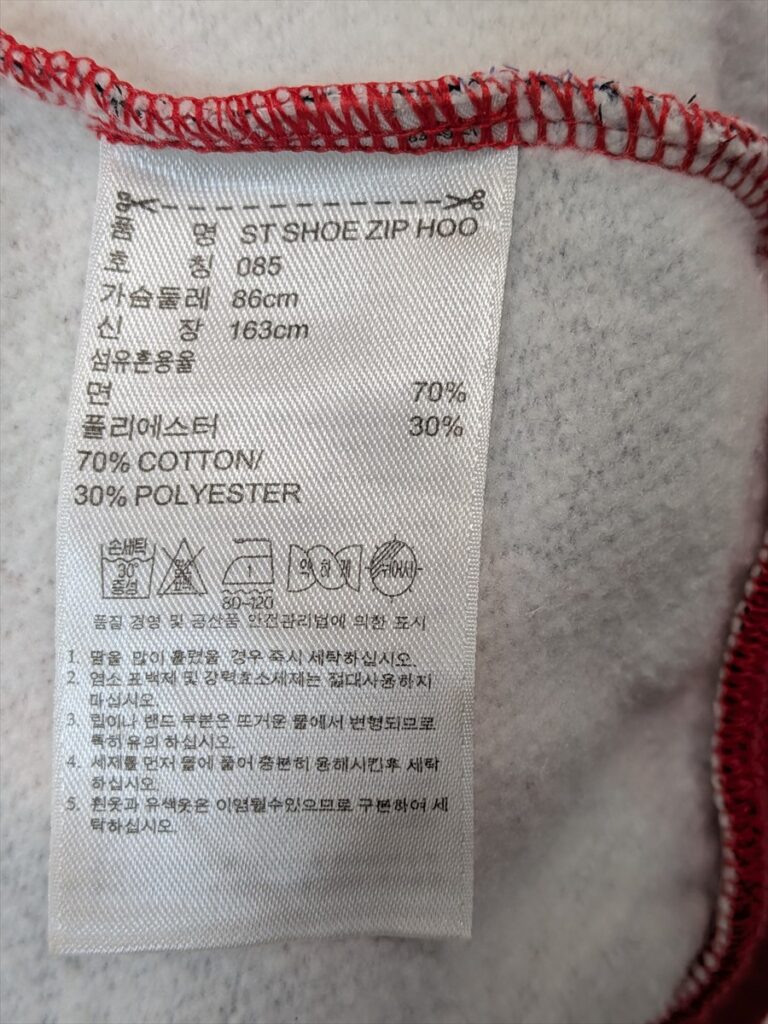 품 명 ST SHOE ZIP HOO
호 칭 085
가슴둘레 86cm
신 장 163cm
섬유혼용율
면 70%
폴리에스터 30%
70% COTTON/
30% POLYESTER
손세탁 30° 중성
1
80~120
약 하 게
뉘어서
품질 경영 및 공산품 안전관리법에 의한 표시
1. 땀을 많이 흘렸을 경우 즉시 세탁하십시오.
2. 염소 표백제 및 강력효소세제는 절대사용하지
마십시오.
3. 밑이나 밴드 부분은 뜨거운 물에서 변형되므로
특히유의 하십시오.
4. 세제를 먼저 물에 풀어 충분히 용해시킨후 세탁
하십시오.
5. 흰옷과 유색옷은 이염될수있으므로 구분하여 세
탁하십시오.